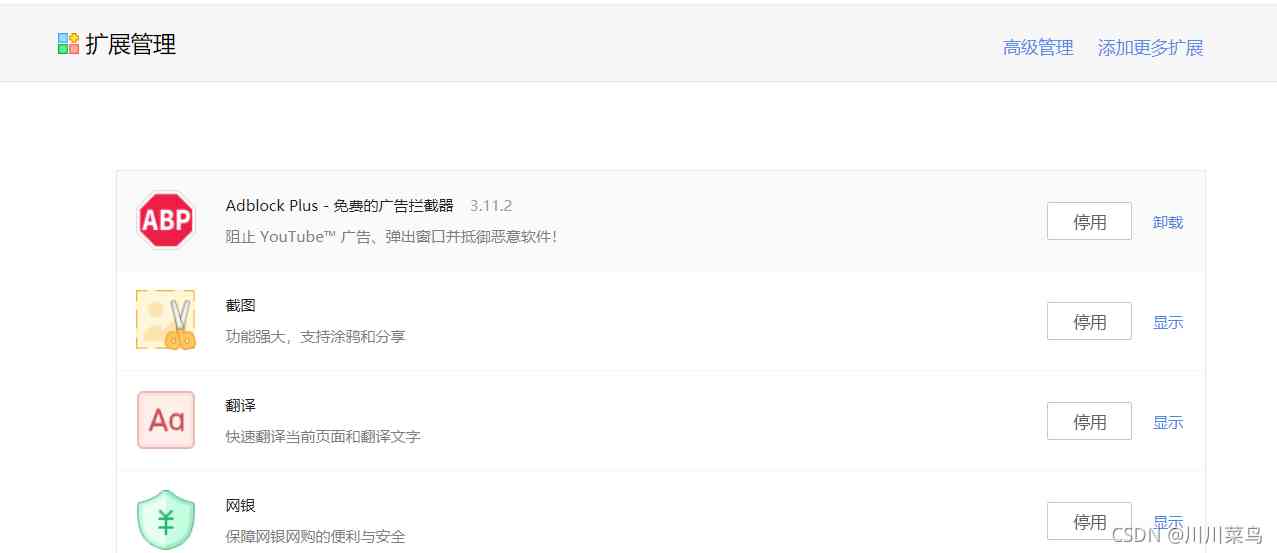 扩展管理
高级管理 添加更多扩展
ABP
Adblock Plus - 免费的广告拦截器 3.11.2
阻止 YouTube™ 广告、弹出窗口并抵御恶意软件！
停用 卸载
截图
功能强大，支持涂鸦和分享
停用 显示
Aa
翻译
快速翻译当前页面和翻译文字
停用 显示
¥
网银
保障网银网购的便利与安全
停用 显示
CSDN @川川菜鸟